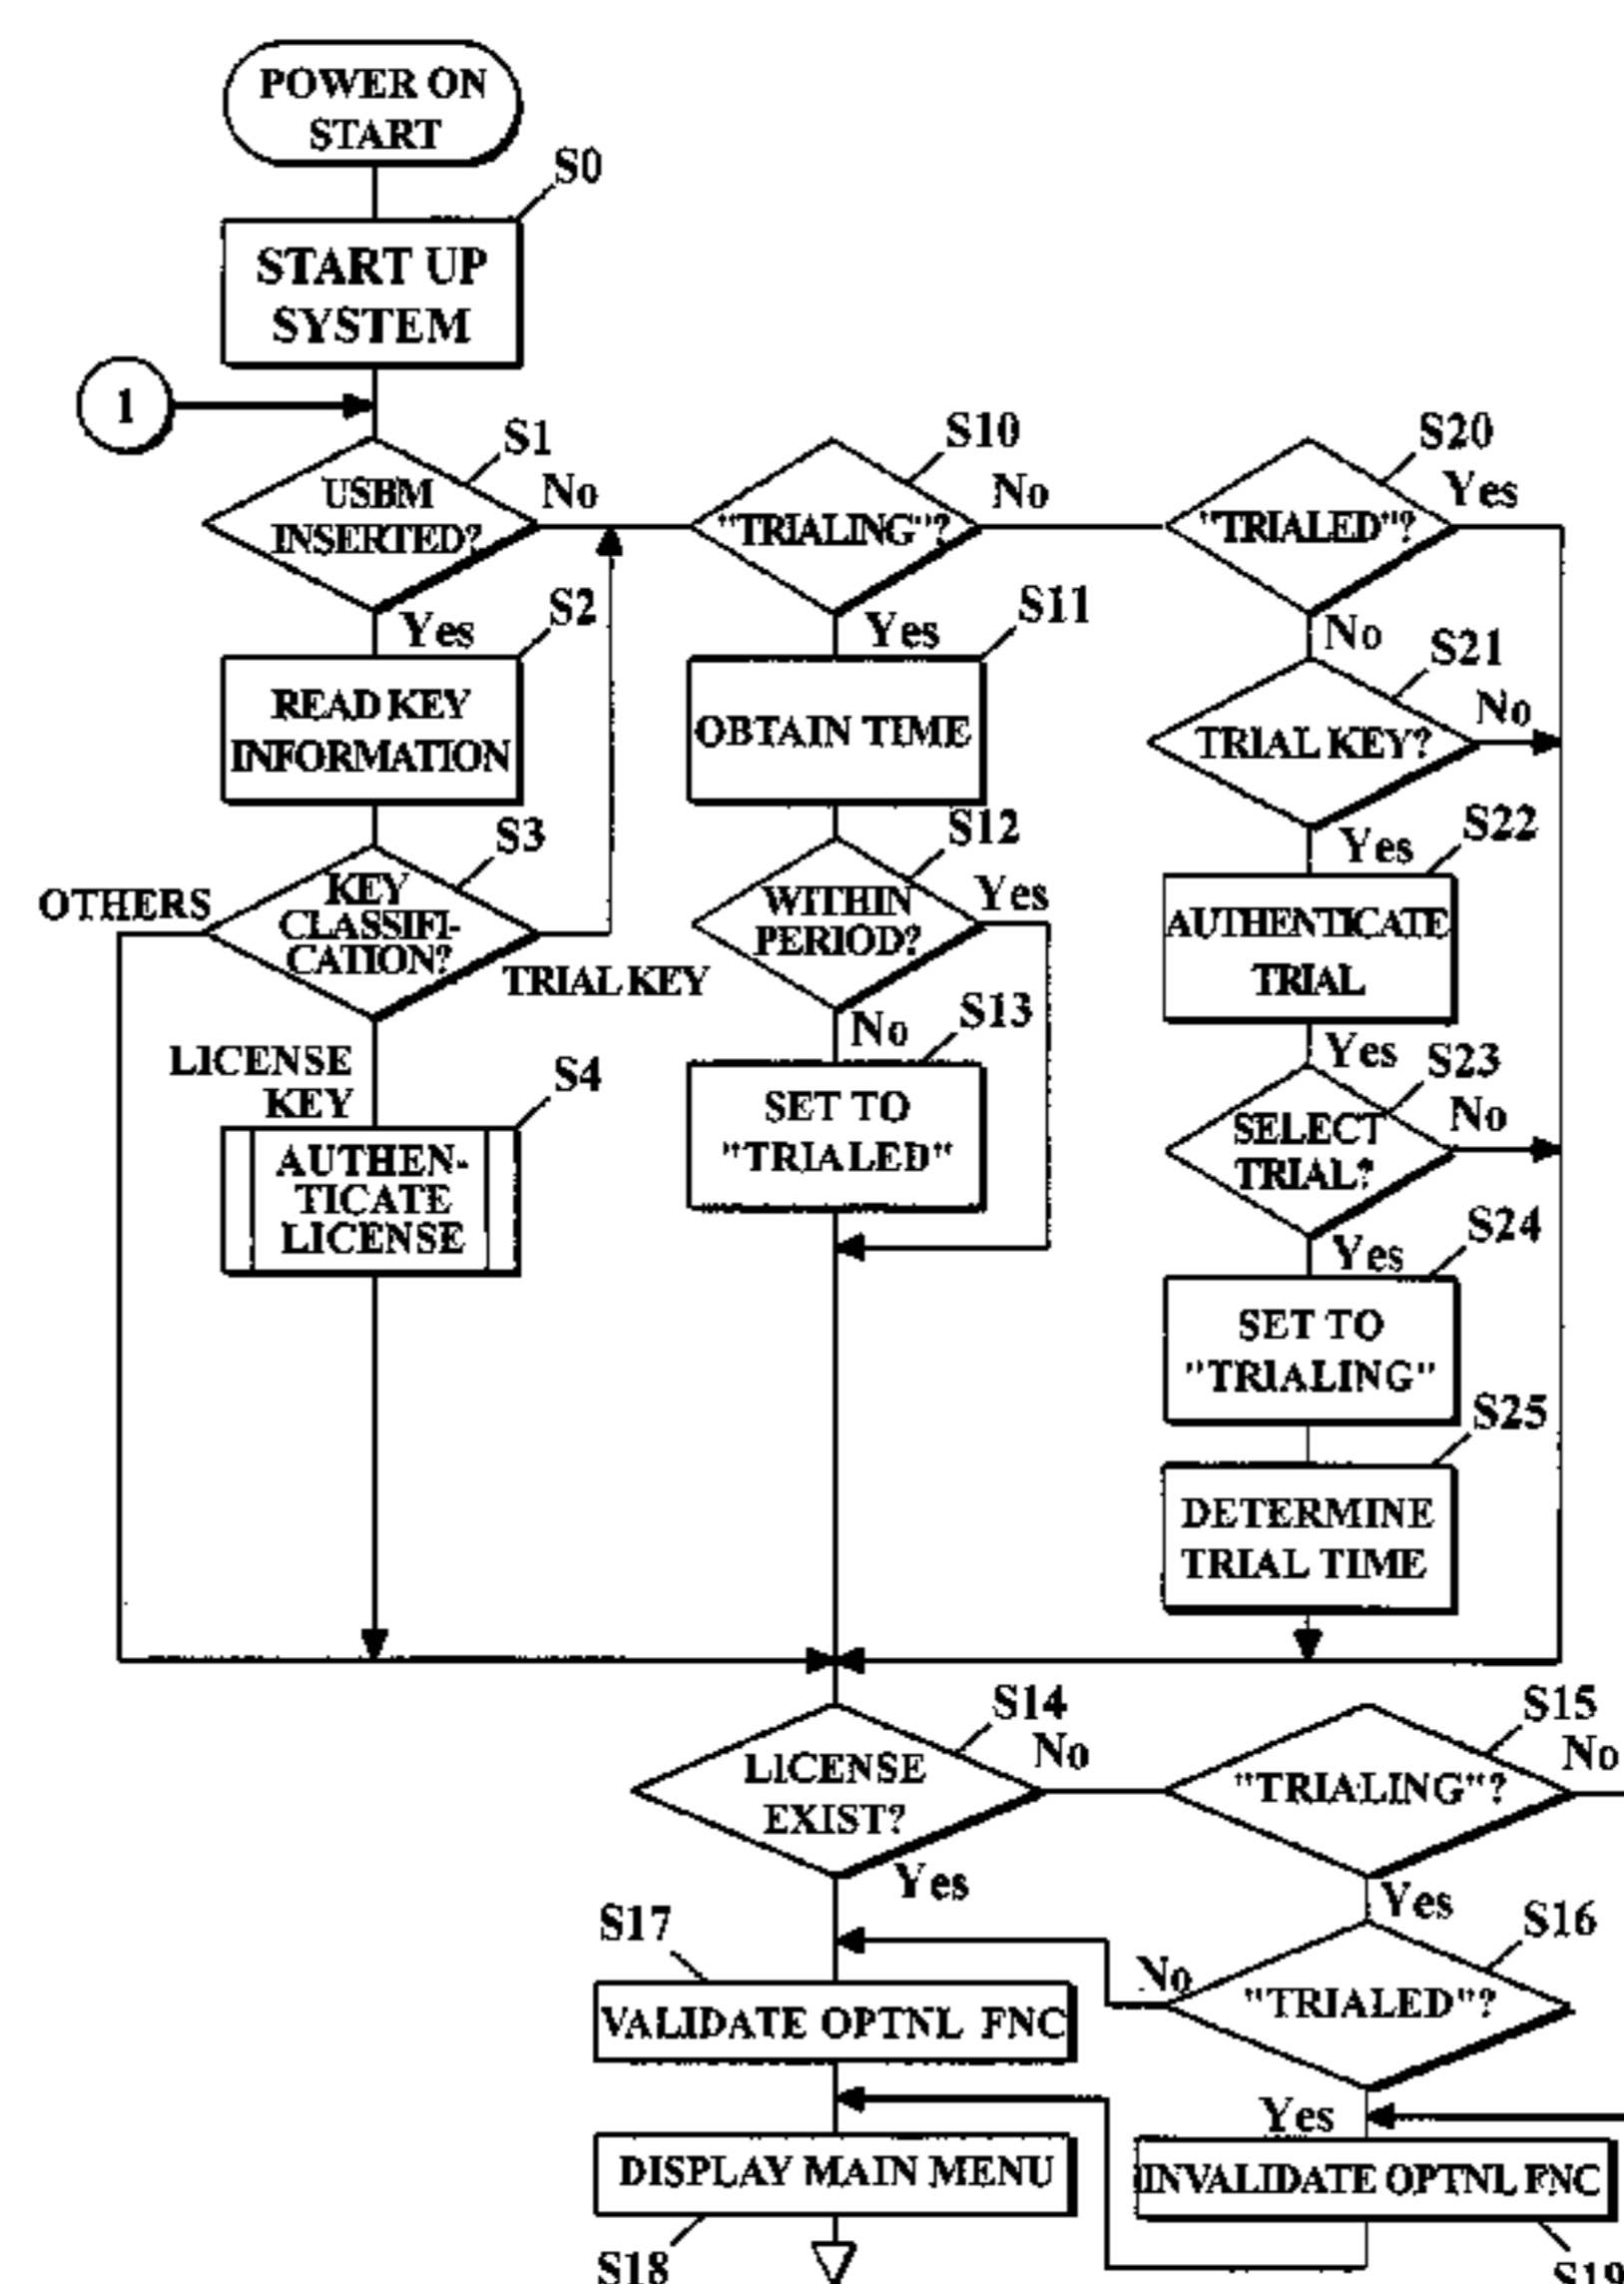 POWER ON
START
S0
START UP
SYSTEM
1
S1
USBM
INSERTED?
No
Yes
S2
READ KEY
INFORMATION
S3
KEY
CLASSIFI-
CATION?
OTHERS
TRIAL KEY
LICENSE
KEY
S4
AUTHEN-
TICATE
LICENSE
S10
"TRIALING"?
No
Yes
S11
OBTAIN TIME
S12
WITHIN
PERIOD?
Yes
No
S13
SET TO
"TRIALED"
S20
"TRIALED"?
Yes
No
S21
TRIAL KEY?
No
Yes
S22
AUTHENTICATE
TRIAL
Yes
S23
SELECT
TRIAL?
No
Yes
S24
SET TO
"TRIALING"
S25
DETERMINE
TRIAL TIME
S14
LICENSE
EXIST?
No
Yes
S15
"TRIALING"?
No
Yes
S16
"TRIALED"?
No
Yes
S17
VALIDATE OPTNL FNC
DISPLAY MAIN MENU
S18
INVALIDATE OPTNL FNC
S19